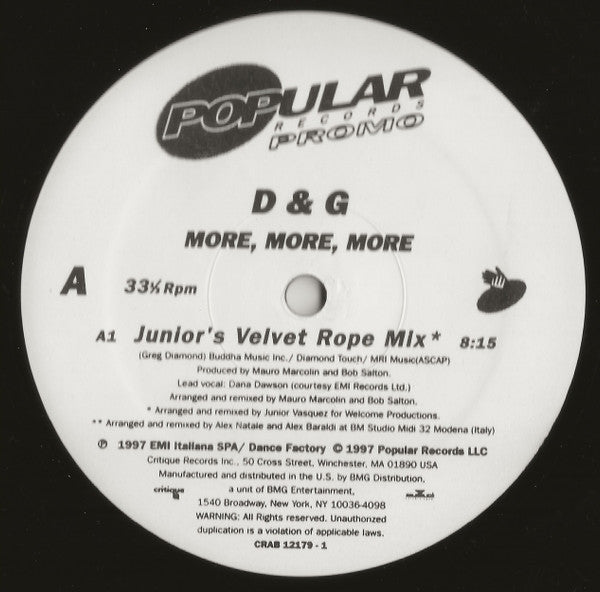 POPULAR
RECORDS
PROMO
D & G
MORE, MORE, MORE
A 33⅓ Rpm
A1 Junior's Velvet Rope Mix* 8:15
(Greg Diamond) Buddha Music Inc./ Diamond Touch/ MRI Music(ASCAP)
Produced by Mauro Marcolin and Bob Salton.
Lead vocal: Dana Dawson (courtesy EMI Records Ltd.)
Arranged and remixed by Mauro Marcolin and Bob Salton.
* Arranged and remixed by Junior Vasquez for Welcome Productions.
** Arranged and remixed by Alex Natale and Alex Baraldi at BM Studio Midi 32 Modena (Italy)
℗ 1997 EMI Italiana SPA/ Dance Factory © 1997 Popular Records LLC
Critique Records Inc., 50 Cross Street, Winchester, MA 01890 USA
Manufactured and distributed in the U.S. by BMG Distribution,
critique a unit of BMG Entertainment,
1540 Broadway, New York, NY 10036-4098
WARNING: All Rights reserved. Unauthorized
duplication is a violation of applicable laws.
CRAB 12179 - 1